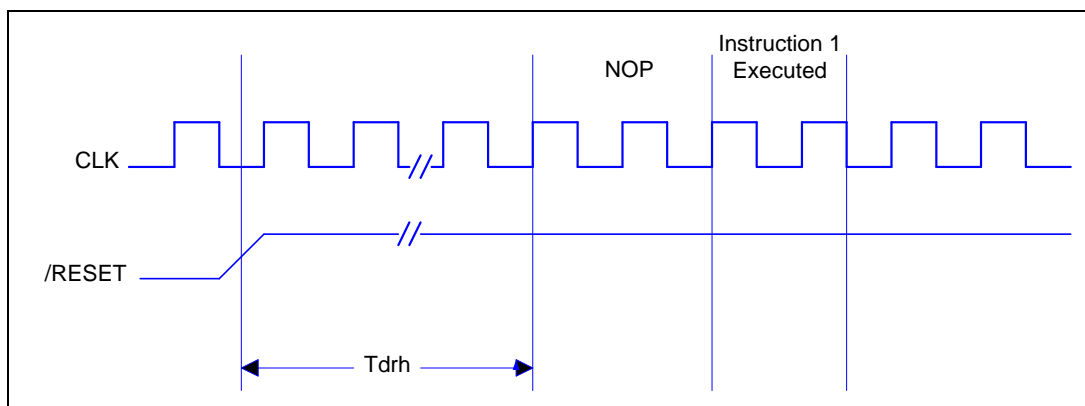 Instruction 1
Executed
NOP
CLK
/RESET
Tdrh